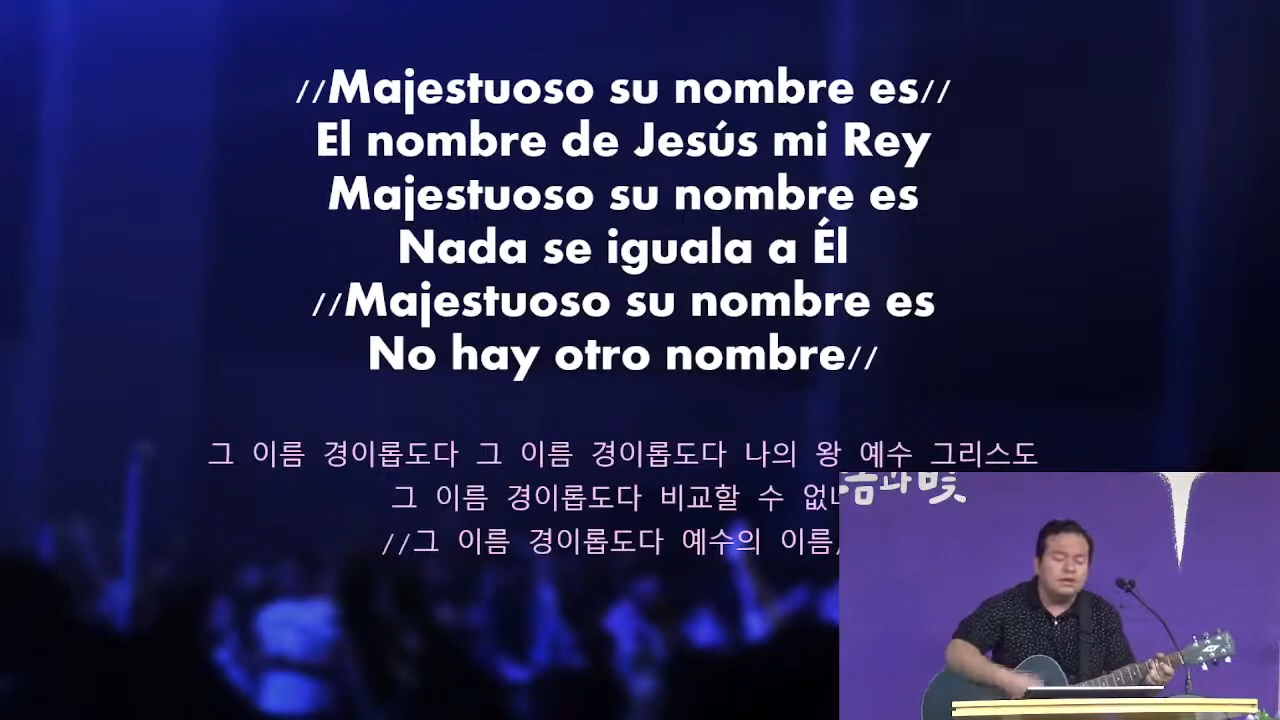 //Majestuoso su nombre es//
El nombre de Jesús mi Rey
Majestuoso su nombre es
Nada se iguala a Él
//Majestuoso su nombre es
No hay otro nombre//
그 이름 경이롭도다 그 이름 경이롭도다 나의 왕 예수 그리스도
그 이름 경이롭도다 비교할 수
//그 이름 경이롭도다 예수의 이름/